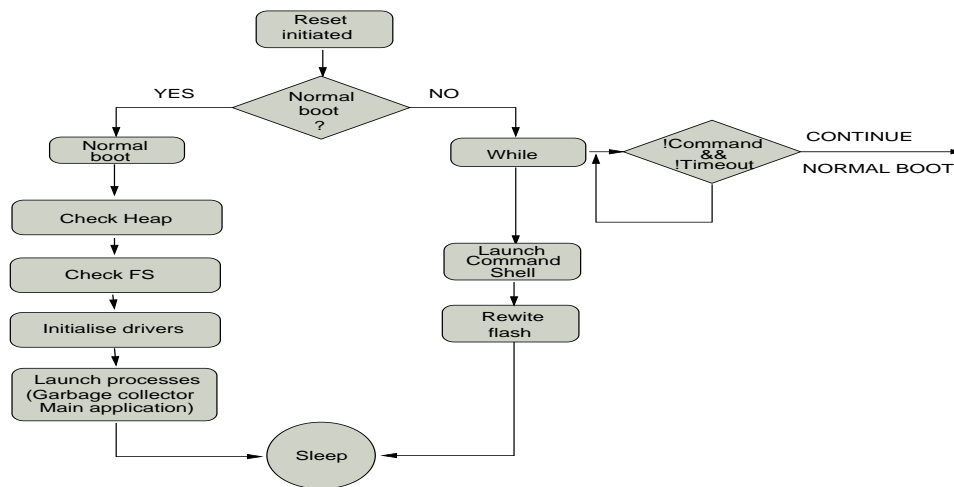 Reset
initiated
YES
Normal
boot
?
NO
Normal
boot
While
!Command
&&
!Timeout
CONTINUE
NORMAL BOOT
Check Heap
Launch
Command
Shell
Check FS
Rewite
flash
Initialise drivers
Launch processes
(Garbage collector
Main application)
Sleep